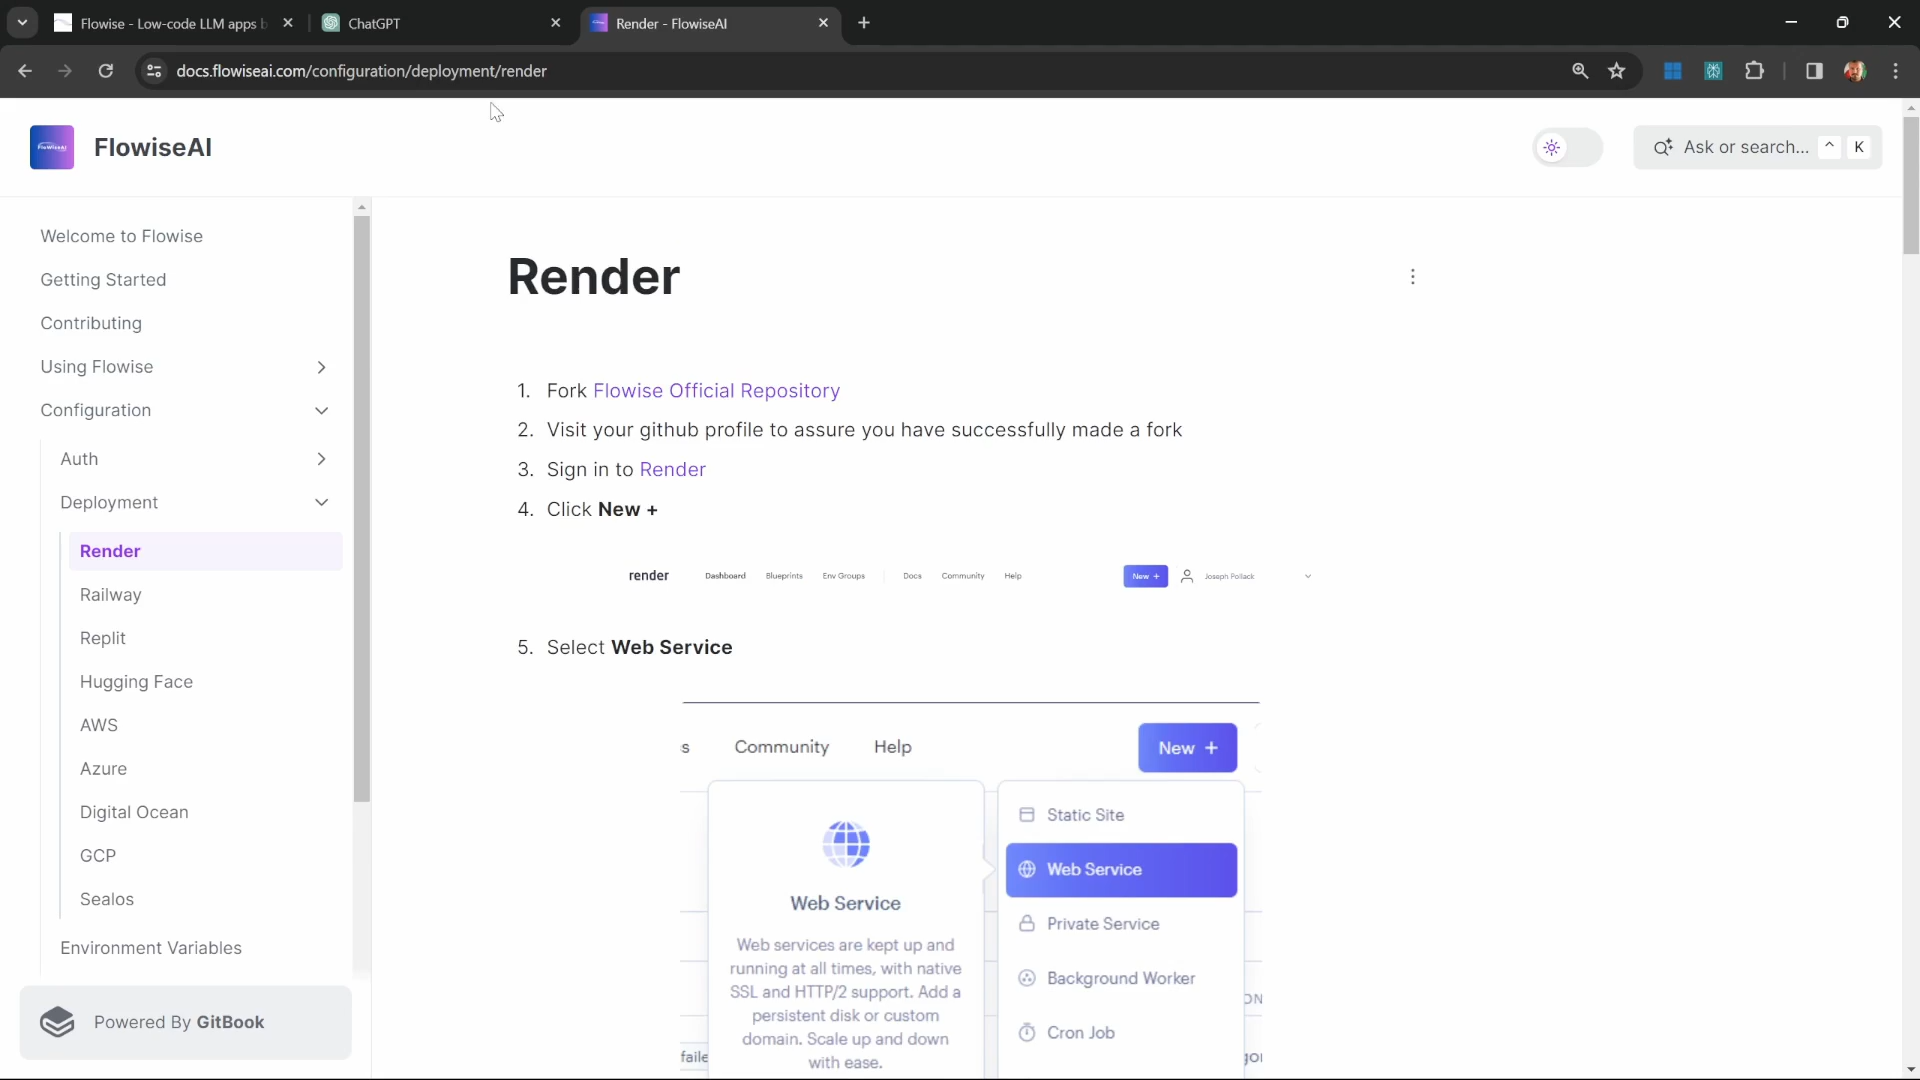 Flowise - Low-code LLM apps b
ChatGPT
Render - FlowiseAI
docs.flowiseai.com/configuration/deployment/render
FlowiseAI
Ask or search... ^ K
Welcome to Flowise
Getting Started
Contributing
Using Flowise
Configuration
Auth
Deployment
Render
Railway
Replit
Hugging Face
AWS
Azure
Digital Ocean
GCP
Sealos
Environment Variables
Powered By GitBook
Render
1. Fork Flowise Official Repository
2. Visit your github profile to assure you have successfully made a fork
3. Sign in to Render
4. Click New +
render Dashboard Blueprints Env Groups Docs Community Help New + Joseph Pollack
5. Select Web Service
s Community Help New +
Web Service
Web services are kept up and
running at all times, with native
SSL and HTTP/2 support. Add a
persistent disk or custom
domain. Scale up and down
with ease.
Static Site
Web Service
Private Service
Background Worker
Cron Job
ON
faile